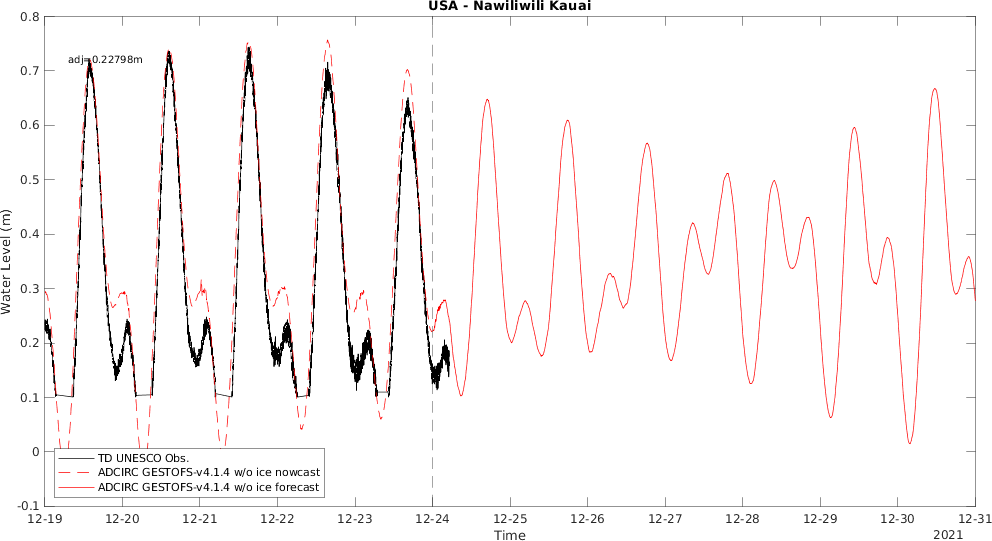 USA - Nawiliwili Kauai
0.8
0.7
0.6
0.5
0.4
0.3
0.2
0.1
0
-0.1
Water Level (m)
adj=0.22798m
TD UNESCO Obs.
ADCIRC GESTOFS-v4.1.4 w/o ice nowcast
ADCIRC GESTOFS-v4.1.4 w/o ice forecast
12-19 12-20 12-21 12-22 12-23 12-24 12-25 12-26 12-27 12-28 12-29 12-30 12-31
Time
2021